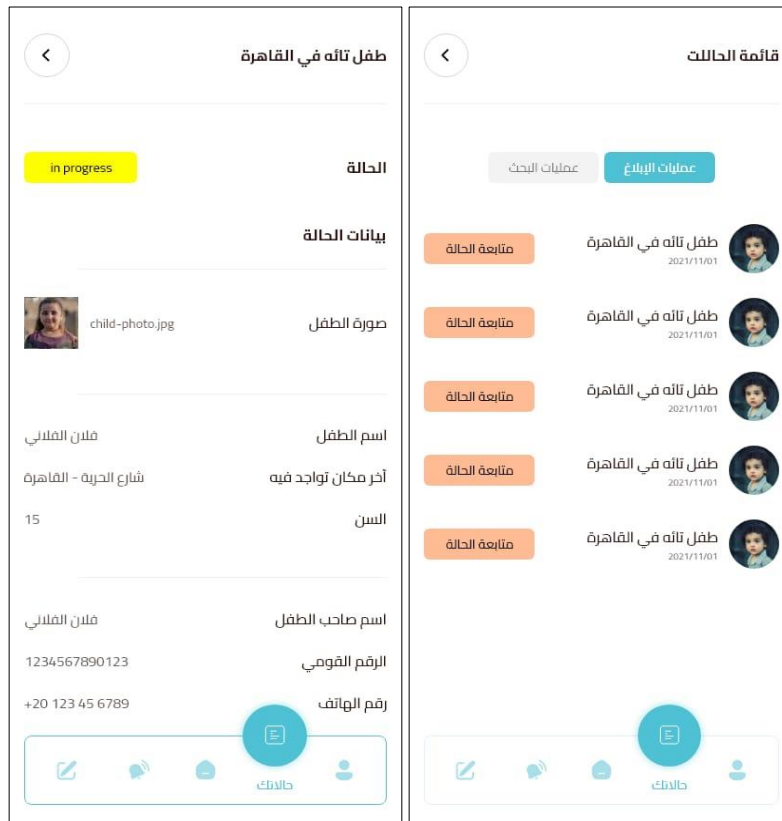 طفل تائه في القاهرة
الحالة
in progress
بيانات الحالة
صورة الطفل
child-photo.jpg
اسم الطفل
فلان الفلاني
آخر مكان تواجد فيه
شارع الحرية - القاهرة
السن
15
اسم صاحب الطفل
فلان الفلاني
الرقم القومي
1234567890123
رقم الهاتف
+20 123 45 6789
حالاتك
قائمة الحاللت
عمليات الإبلاغ
عمليات البحث
طفل تائه في القاهرة
2021/11/01
متابعة الحالة
طفل تائه في القاهرة
2021/11/01
متابعة الحالة
طفل تائه في القاهرة
2021/11/01
متابعة الحالة
طفل تائه في القاهرة
2021/11/01
متابعة الحالة
طفل تائه في القاهرة
2021/11/01
متابعة الحالة
حالاتك